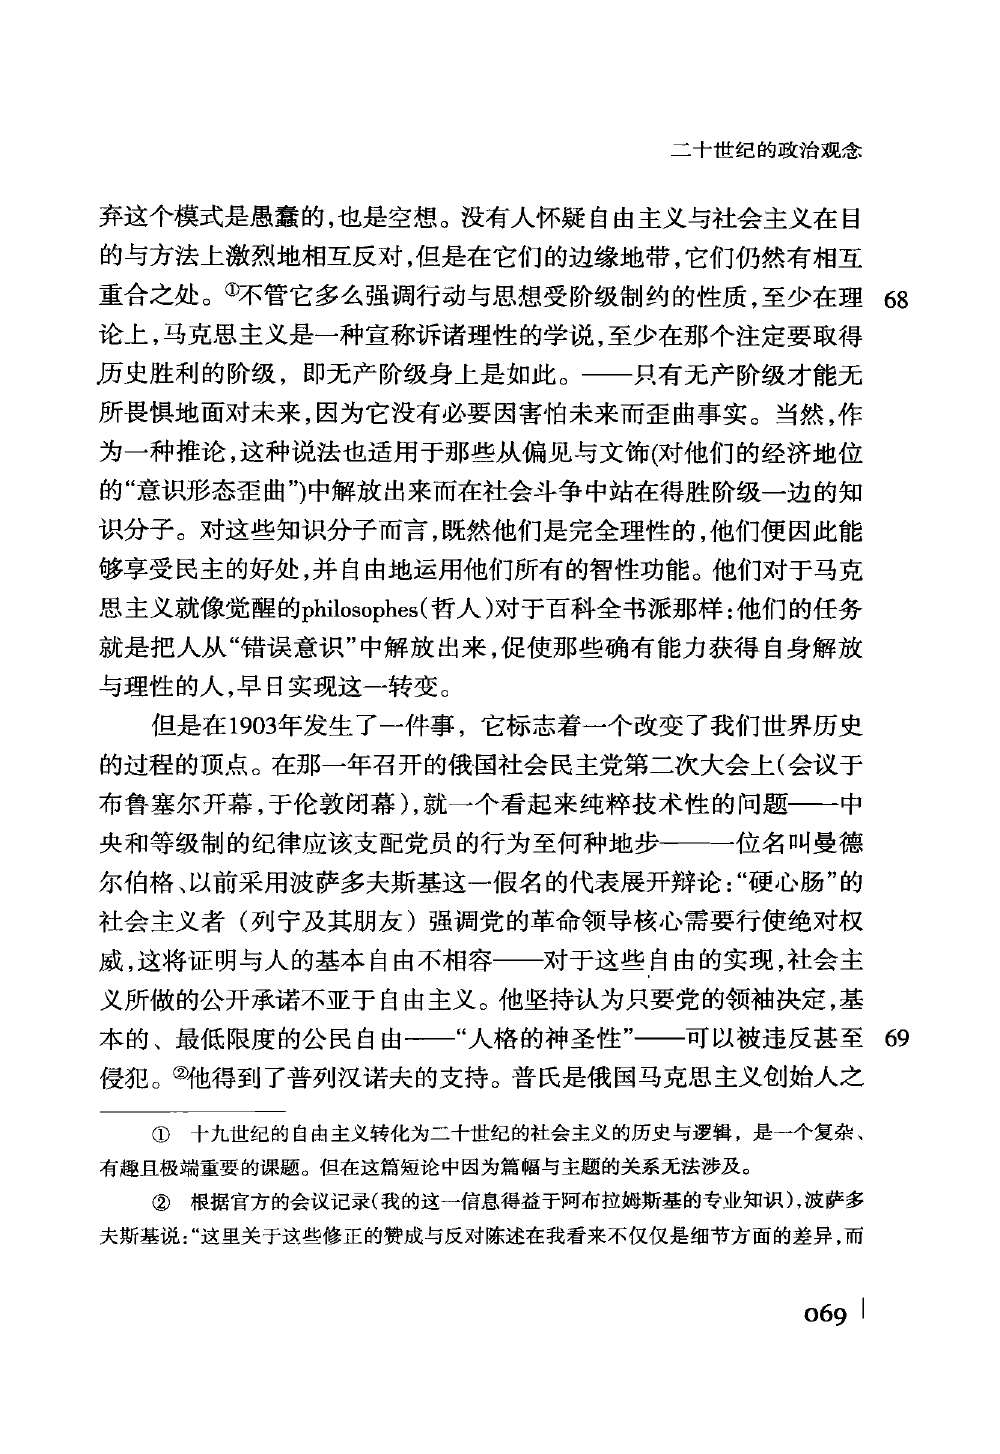 二十世纪的政治观念
弃这个模式是愚蠢的,也是空想。没有人怀疑自由主义与社会主义在目
的与方法上激烈地相互反对,但是在它们的边缘地带,它们仍然有相互
重合之处。①不管它多么强调行动与思想受阶级制约的性质,至少在理 68
论上,马克思主义是一种宣称诉诸理性的学说,至少在那个注定要取得
历史胜利的阶级，即无产阶级身上是如此。——只有无产阶级才能无
所畏惧地面对未来,因为它没有必要因害怕未来而歪曲事实。当然,作
为一种推论,这种说法也适用于那些从偏见与文饰(对他们的经济地位
的“意识形态歪曲”)中解放出来而在社会斗争中站在得胜阶级一边的知
识分子。对这些知识分子而言,既然他们是完全理性的,他们便因此能
够享受民主的好处,并自由地运用他们所有的智性功能。他们对于马克
思主义就像觉醒的philosophes(哲人)对于百科全书派那样:他们的任务
就是把人从“错误意识”中解放出来,促使那些确有能力获得自身解放
与理性的人,早日实现这一转变。
但是在1903年发生了一件事，它标志着一个改变了我们世界历史
的过程的顶点。在那一年召开的俄国社会民主党第二次大会上(会议于
布鲁塞尔开幕,于伦敦闭幕),就一个看起来纯粹技术性的问题——中
央和等级制的纪律应该支配党员的行为至何种地步——一位名叫曼德
尔伯格、以前采用波萨多夫斯基这一假名的代表展开辩论:“硬心肠”的
社会主义者（列宁及其朋友）强调党的革命领导核心需要行使绝对权
威,这将证明与人的基本自由不相容——对于这些自由的实现,社会主
义所做的公开承诺不亚于自由主义。他坚持认为只要党的领袖决定,基
本的、最低限度的公民自由——“人格的神圣性”——可以被违反甚至 69
侵犯。②他得到了普列汉诺夫的支持。普氏是俄国马克思主义创始人之
① 十九世纪的自由主义转化为二十世纪的社会主义的历史与逻辑，是一个复杂、
有趣且极端重要的课题。但在这篇短论中因为篇幅与主题的关系无法涉及。
② 根据官方的会议记录(我的这一信息得益于阿布拉姆斯基的专业知识),波萨多
夫斯基说:“这里关于这些修正的赞成与反对陈述在我看来不仅仅是细节方面的差异,而
069